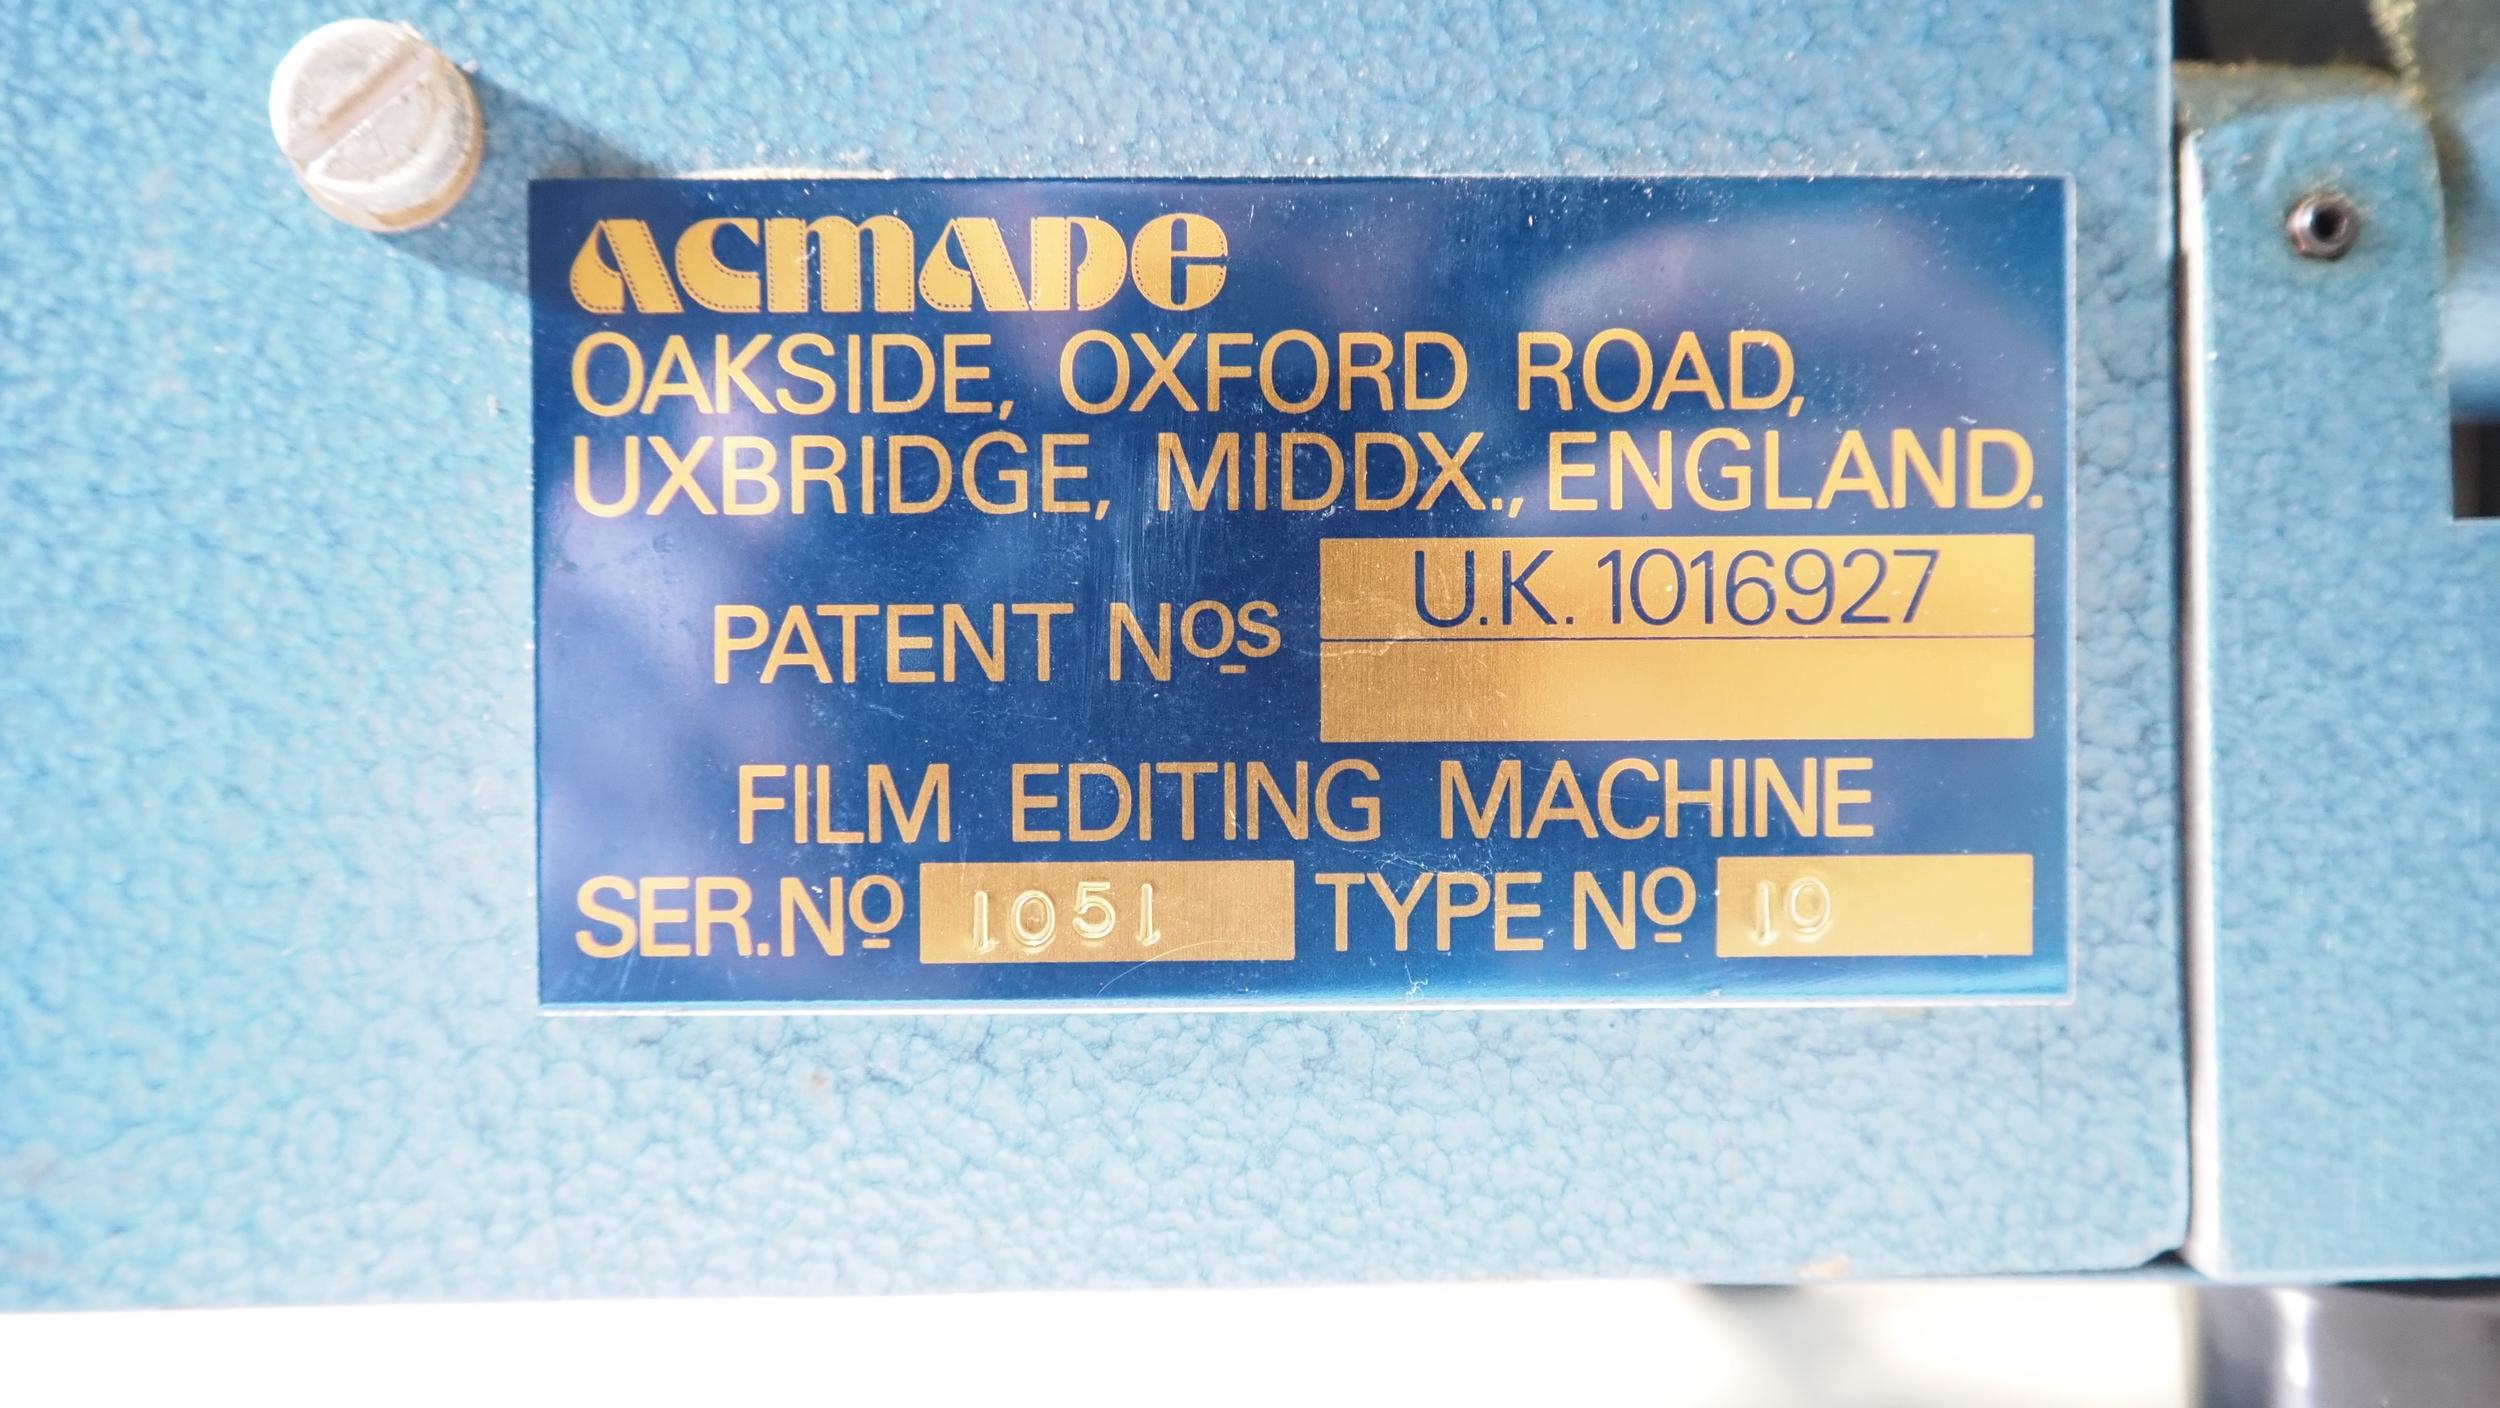 ACMADE
OAKSIDE, OXFORD ROAD,
UXBRIDGE, MIDDX., ENGLAND.
PATENT Nºs U.K. 1016927
FILM EDITING MACHINE
SER.Nº 1051 TYPE Nº 10